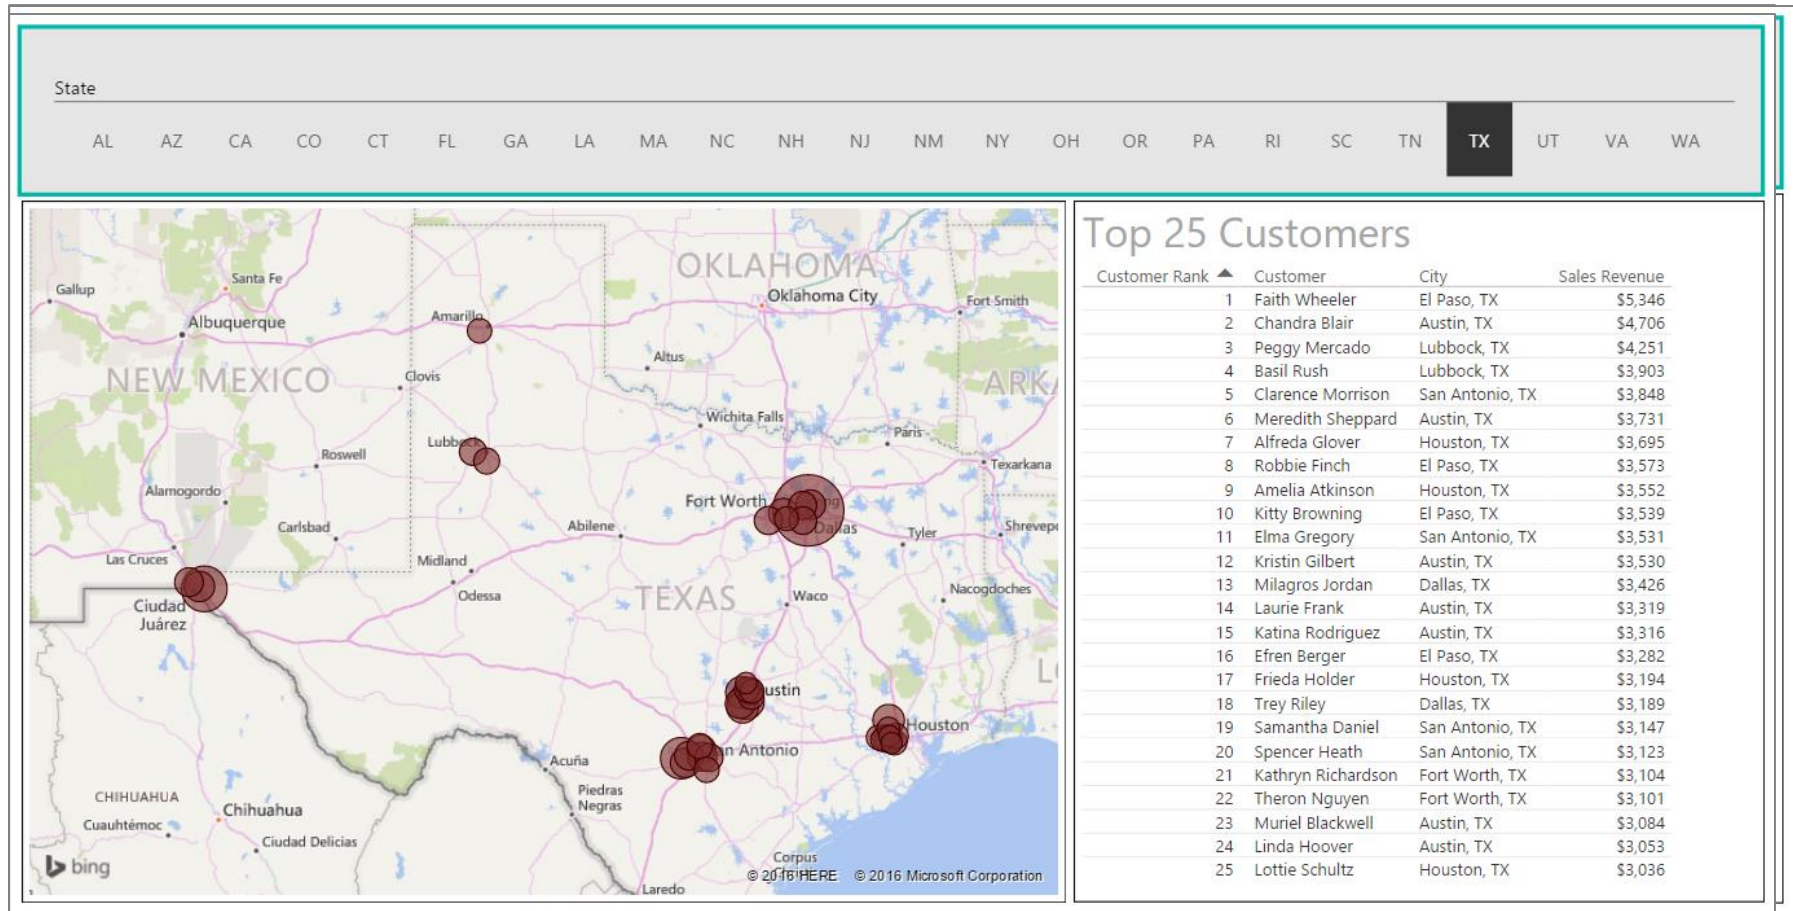 State
AL AZ CA CO CT FL GA LA MA NC NH NJ NM NY OH OR PA RI SC TN TX UT VA WA
OKLAHOMA
Santa Fe
Gallup
Oklahoma City
Fort Smith
Albuquerque
Amarillo
Altus
NEW MEXICO
Clovis
Wichita Falls
Paris
Lubbock
Roswell
Texarkana
Alamogordo
Fort Worth
Carlsbad
Abilene
Dallas
Tyler
Las Cruces
Midland
Nacogdoches
Odessa
TEXAS
Waco
Ciudad
Juárez
ustin
Houston
n Antonio
Acuña
Piedras
Negras
CHIHUAHUA
Chihuahua
Cuauhtémoc
Ciudad Delicias
Corpus
bing
© 2016 HERE © 2016 Microsoft Corporation
Laredo
Top 25 Customers
Customer Rank Customer City Sales Revenue
1 Faith Wheeler El Paso, TX $5,346
2 Chandra Blair Austin, TX $4,706
3 Peggy Mercado Lubbock, TX $4,251
4 Basil Rush Lubbock, TX $3,903
5 Clarence Morrison San Antonio, TX $3,848
6 Meredith Sheppard Austin, TX $3,731
7 Alfreda Glover Houston, TX $3,695
8 Robbie Finch El Paso, TX $3,573
9 Amelia Atkinson Houston, TX $3,552
10 Kitty Browning El Paso, TX $3,539
11 Elma Gregory San Antonio, TX $3,531
12 Kristin Gilbert Austin, TX $3,530
13 Milagros Jordan Dallas, TX $3,426
14 Laurie Frank Austin, TX $3,319
15 Katina Rodriguez Austin, TX $3,316
16 Efren Berger El Paso, TX $3,282
17 Frieda Holder Houston, TX $3,194
18 Trey Riley Dallas, TX $3,189
19 Samantha Daniel San Antonio, TX $3,147
20 Spencer Heath San Antonio, TX $3,123
21 Kathryn Richardson Fort Worth, TX $3,104
22 Theron Nguyen Fort Worth, TX $3,101
23 Muriel Blackwell Austin, TX $3,084
24 Linda Hoover Austin, TX $3,053
25 Lottie Schultz Houston, TX $3,036